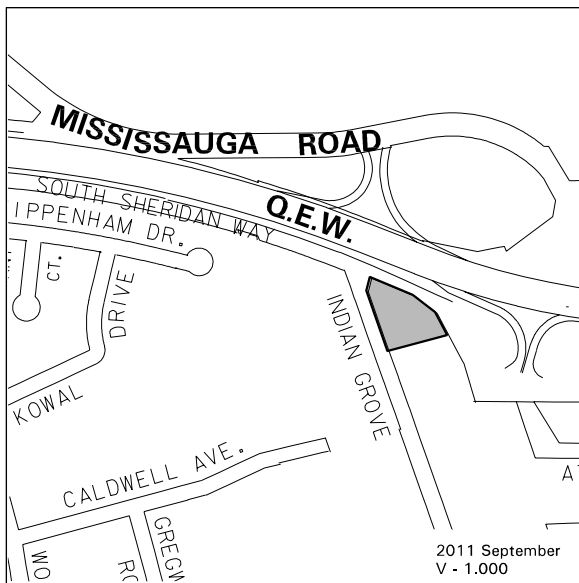 MISSISSAUGA ROAD
Q.E.W.
SOUTH SHERIDAN WAY
IPPENHAM DR.
CT.
DRIVE
KOWAL
INDIAN GROVE
CALDWELL AVE.
GREGW
RO
WO
A
2011 September
V - 1.000